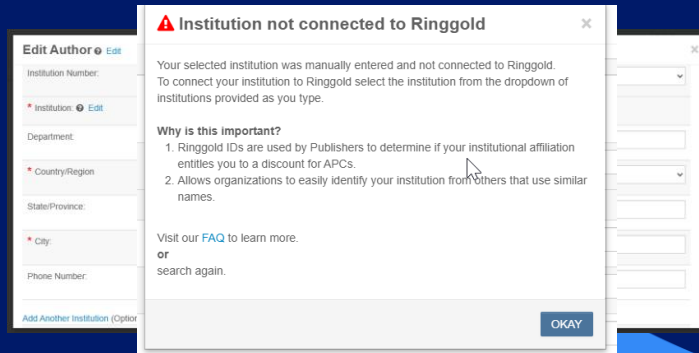 Institution not connected to Ringgold
Your selected institution was manually entered and not connected to Ringgold.
To connect your institution to Ringgold select the institution from the dropdown of
institutions provided as you type.
Why is this important?
1. Ringgold IDs are used by Publishers to determine if your institutional affiliation
entitles you to a discount for APCs.
2. Allows organizations to easily identify your institution from others that use similar
names.
Visit our FAQ to learn more.
or
search again.
OKAY
Edit Author Edit
Institution Number:
* Institution: Edit
Department:
* Country/Region
State/Province:
* City:
Phone Number:
Add Another Institution